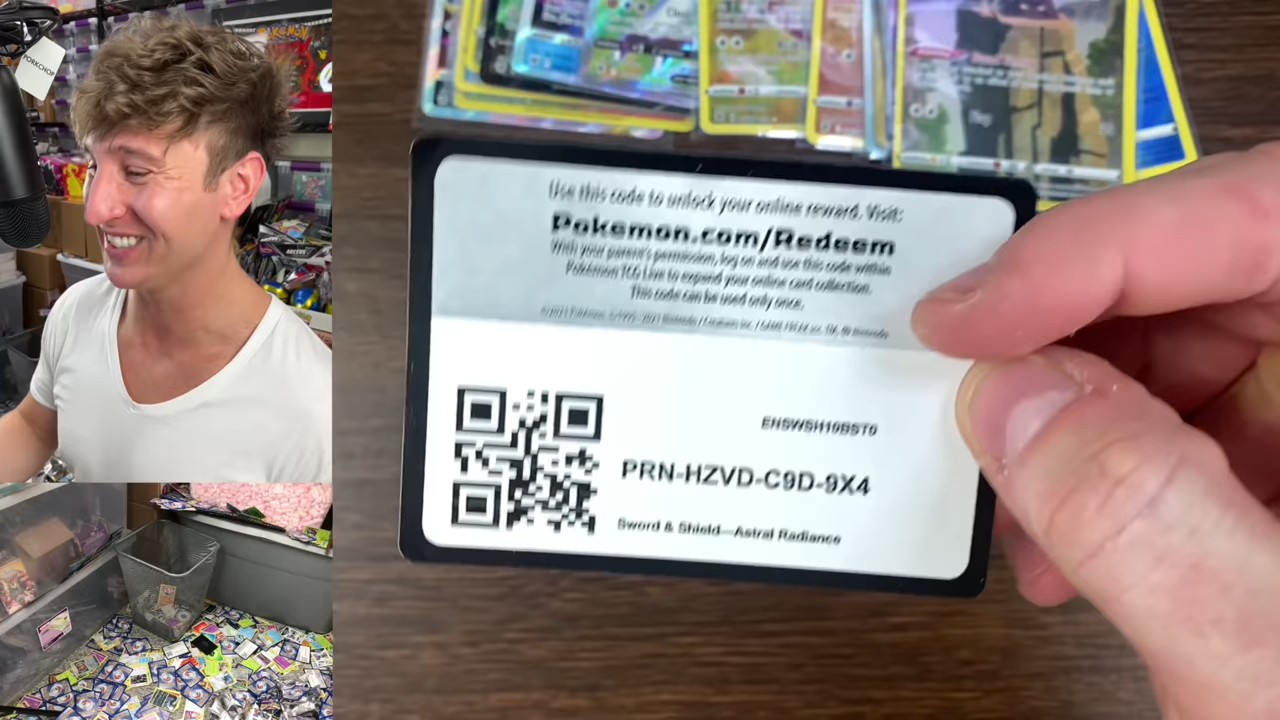 PORKCHOP
POKÉMON
Use this code to unlock your online reward. Visit:
Pokemon.com/Redeem
With your parent's permission, log on and use this code within
Pokémon TCG Live to expand your online card collection.
This code can be used only once.
ENSWSH10BST0
PRN-HZVD-C9D-9X4
Sword & Shield—Astral Radiance